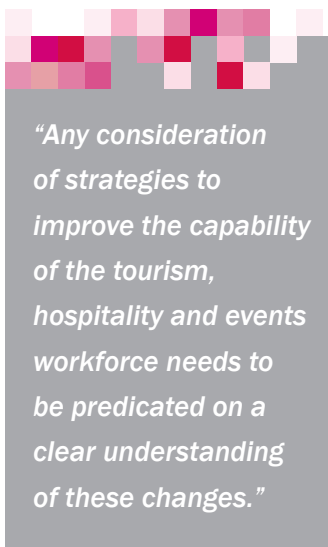 “Any consideration
of strategies to
improve the capability
of the tourism,
hospitality and events
workforce needs to
be predicated on a
clear understanding
of these changes.”